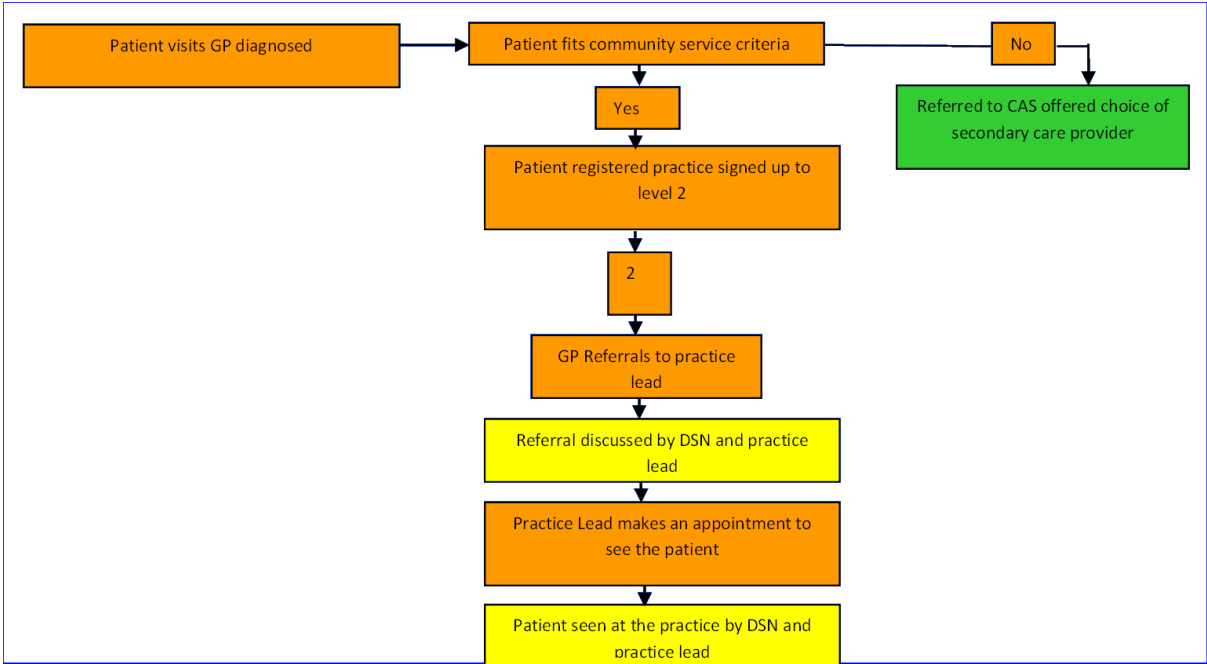 Patient visits GP diagnosed
Patient fits community service criteria
No
Referred to CAS offered choice of
secondary care provider
Yes
Patient registered practice signed up to
level 2
2
GP Referrals to practice
lead
Referral discussed by DSN and practice
lead
Practice Lead makes an appointment to
see the patient
Patient seen at the practice by DSN and
practice lead